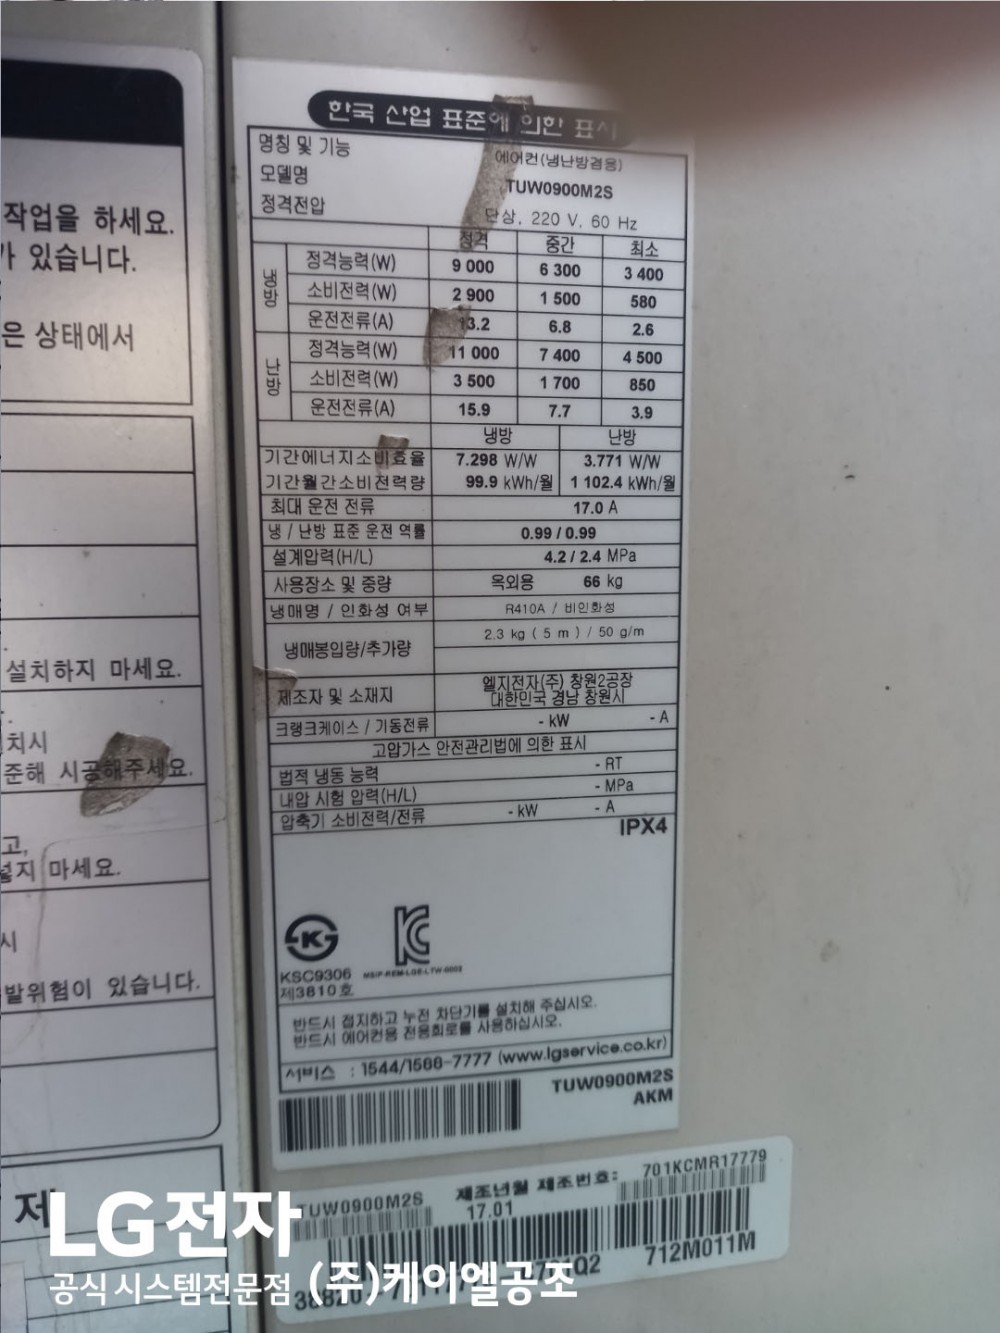 작업을 하세요.
가 있습니다.
은 상태에서
설치하지 마세요.
치시
준해 시공해주세요.
고,
넣지 마세요.
시
발위험이 있습니다.
제
한국 산업 표준에 의한 표시
명칭 및 기능 에어컨(냉난방겸용)
모델명 TUW0900M2S
정격전압 단상, 220 V, 60 Hz
정격 중간 최소
냉방
정격능력(W) 9 000 6 300 3 400
소비전력(W) 2 900 1 500 580
운전전류(A) 13.2 6.8 2.6
난방
정격능력(W) 11 000 7 400 4 500
소비전력(W) 3 500 1 700 850
운전전류(A) 15.9 7.7 3.9
냉방 난방
기간에너지소비효율 7.298 W/W 3.771 W/W
기간월간소비전력량 99.9 kWh/월 1 102.4 kWh/월
최대 운전 전류 17.0 A
냉 / 난방 표준 운전 역률 0.99 / 0.99
설계압력(H/L) 4.2 / 2.4 MPa
사용장소 및 중량 옥외용 66 kg
냉매명 / 인화성 여부 R410A / 비인화성
냉매봉입량/추가량 2.3 kg ( 5 m ) / 50 g/m
제조자 및 소재지 엘지전자(주) 창원2공장
대한민국 경남 창원시
크랭크케이스 / 기동전류 - kW - A
고압가스 안전관리법에 의한 표시
법적 냉동 능력 - RT
내압 시험 압력(H/L) - MPa
압축기 소비전력/전류 - kW - A
IPX4
KSC9306
제3810호
MSIP-REM-LGE-LTW-0002
반드시 접지하고 누전 차단기를 설치해 주십시오.
반드시 에어컨용 전용회로를 사용하십시오.
서비스 : 1544/1588-7777 (www.lgservice.co.kr)
TUW0900M2S
AKM
TUW0900M2S 제조년월 제조번호: 701KCMR17779
17.01
712M011M
LG전자
공식 시스템전문점 (주)케이엘공조